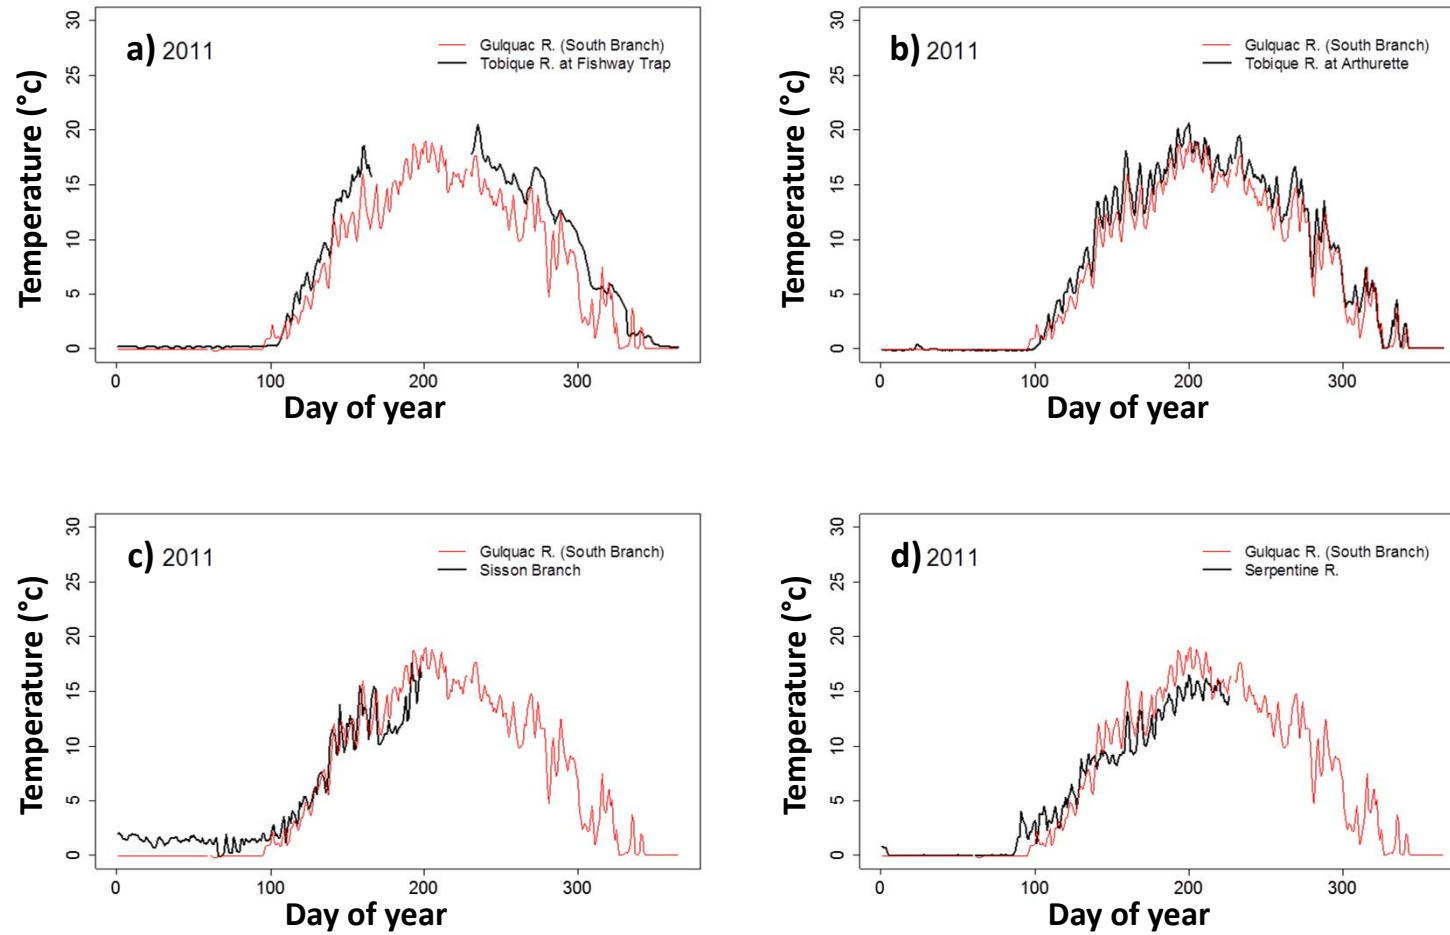 a) 2011
Gulquac R. (South Branch)
Tobique R. at Fishway Trap
Temperature (°c)
30
25
20
15
10
5
0
0 100 200 300
Day of year
b) 2011
Gulquac R. (South Branch)
Tobique R. at Arthurette
Temperature (°c)
30
25
20
15
10
5
0
0 100 200 300
Day of year
c) 2011
Gulquac R. (South Branch)
Sisson Branch
Temperature (°c)
30
25
20
15
10
5
0
0 100 200 300
Day of year
d) 2011
Gulquac R. (South Branch)
Serpentine R.
Temperature (°c)
30
25
20
15
10
5
0
0 100 200 300
Day of year